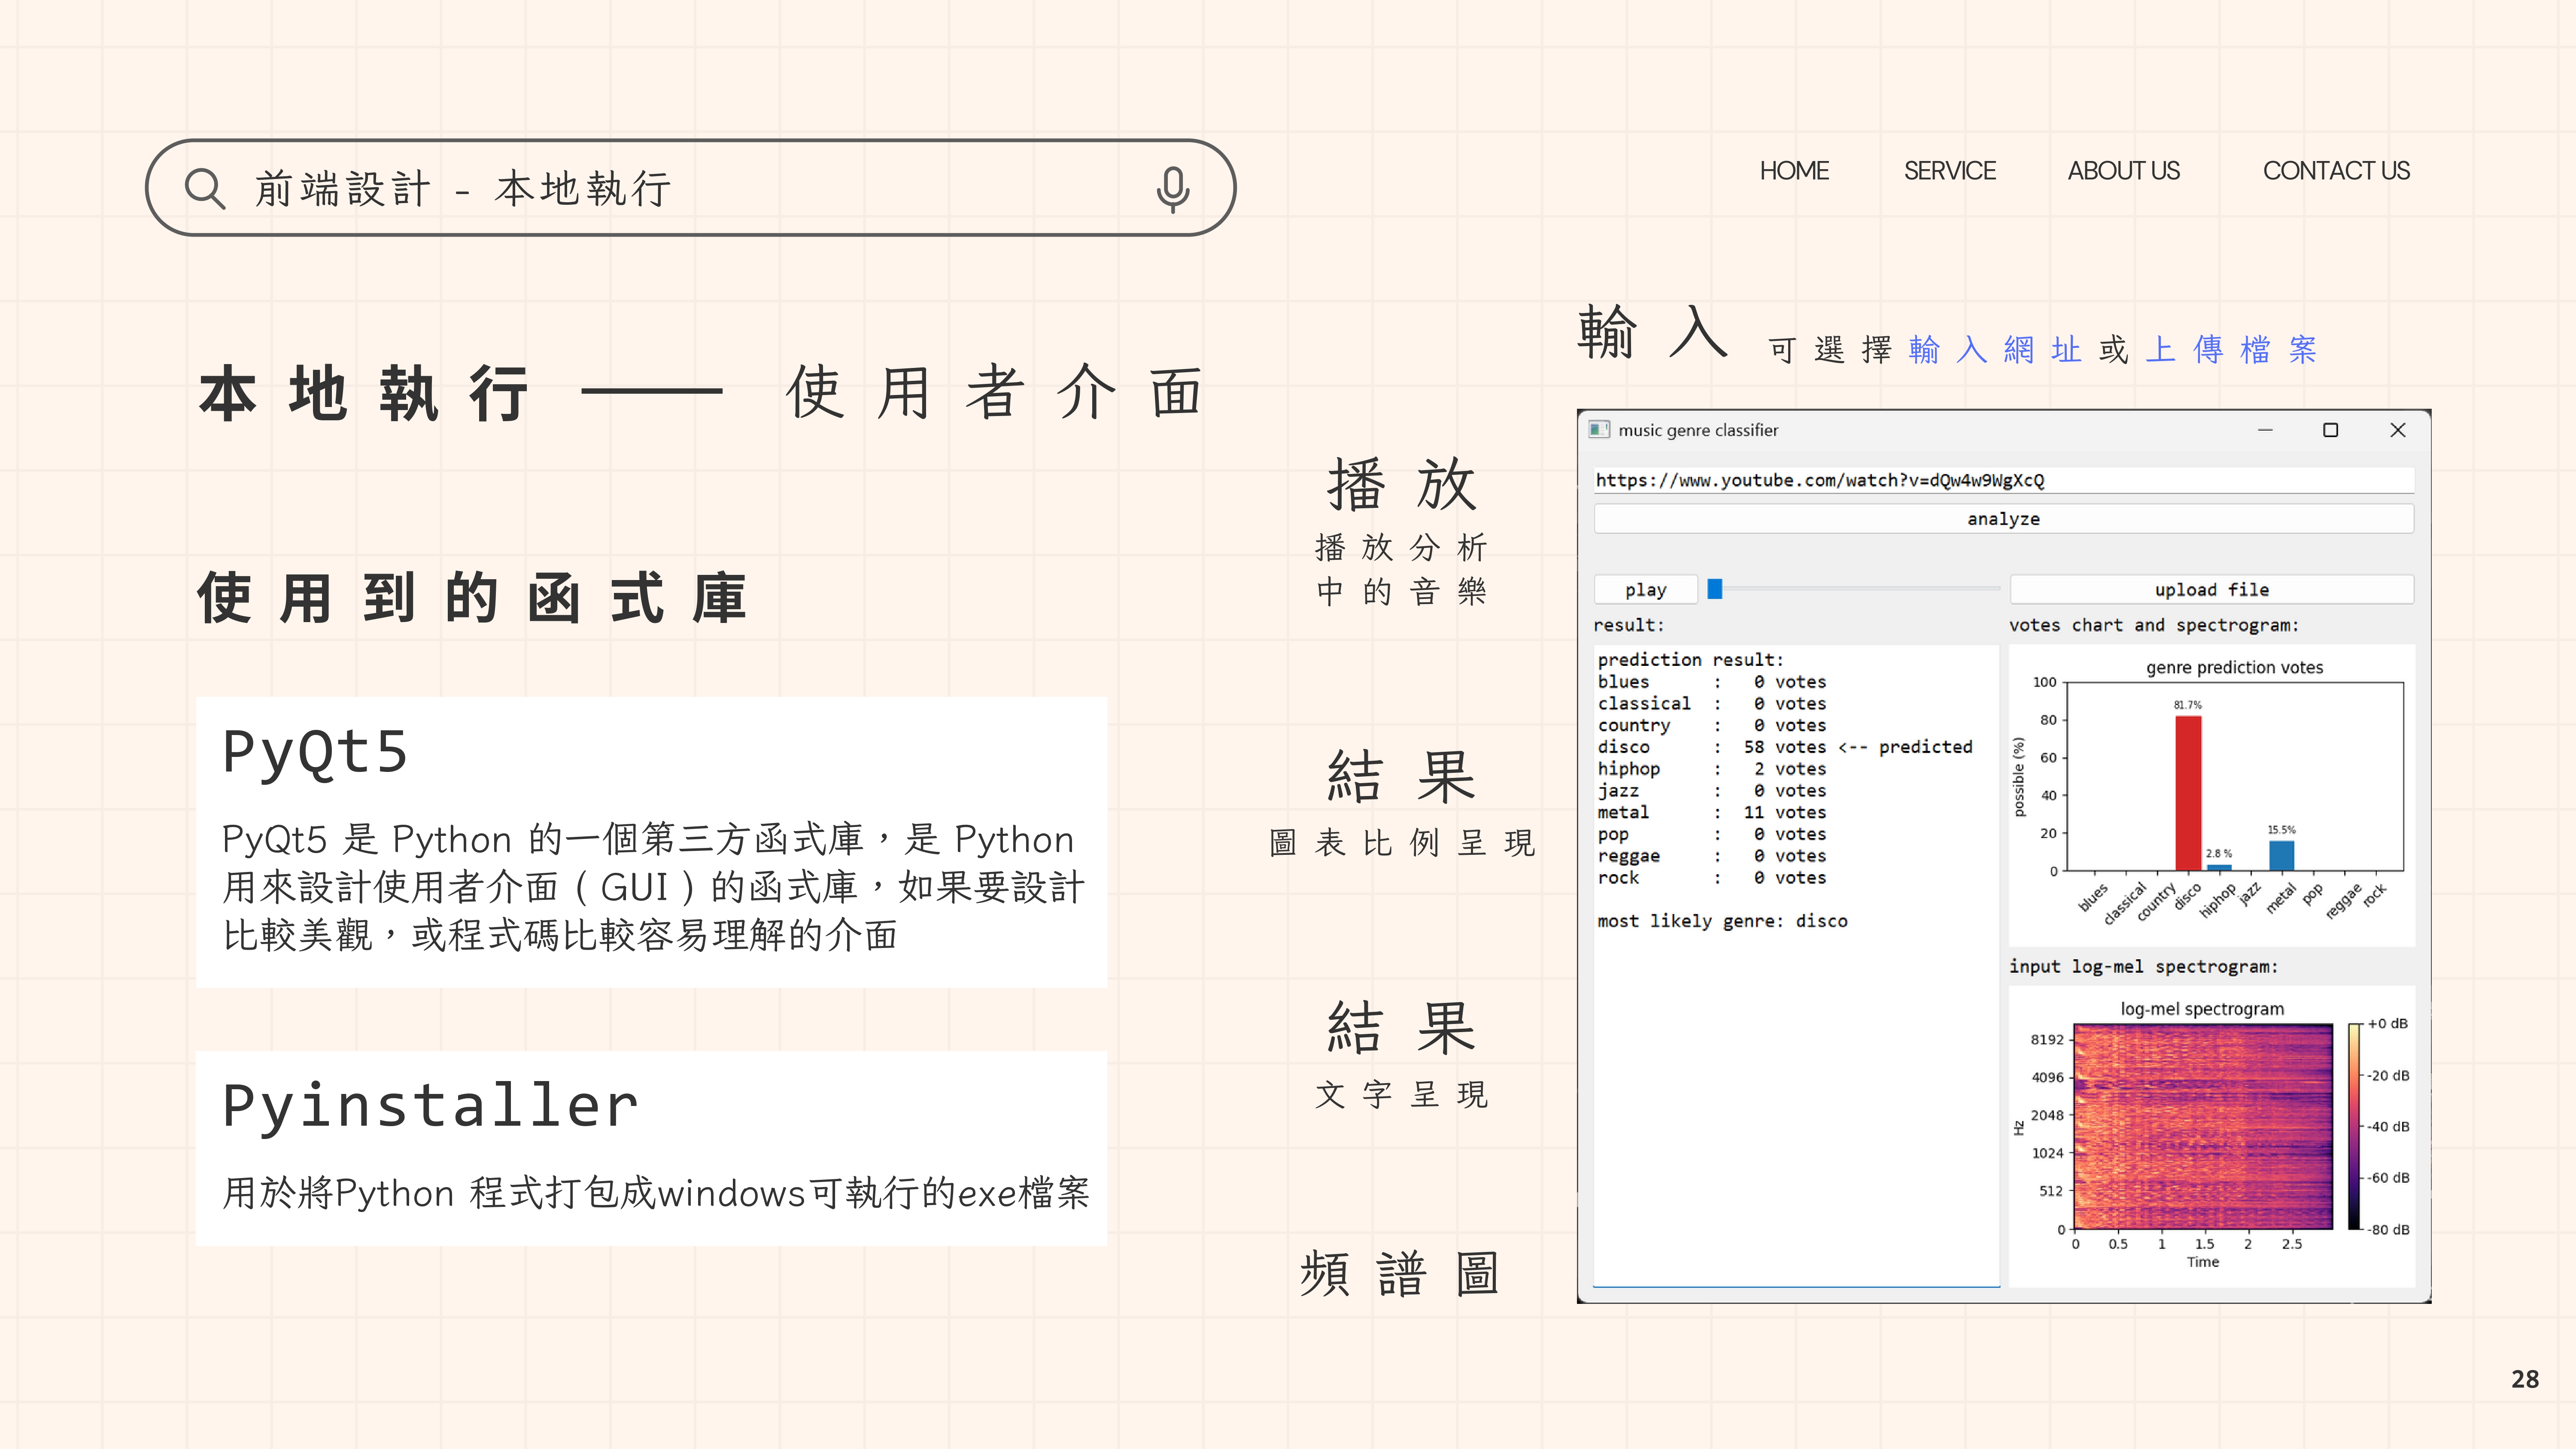 前端設計 - 本地執行
HOME
SERVICE
ABOUT US
CONTACT US
本地執行 —— 使用者介面
使用到的函式庫
PyQt5
PyQt5 是 Python 的一個第三方函式庫，是 Python
用來設計使用者介面 ( GUI ) 的函式庫，如果要設計
比較美觀，或程式碼比較容易理解的介面
Pyinstaller
用於將Python 程式打包成windows可執行的exe檔案
輸入 可選擇輸入網址或上傳檔案
播放
播放分析
中的音樂
結果
圖表比例呈現
結果
文字呈現
頻譜圖
music genre classifier
https://www.youtube.com/watch?v=dQw4w9WgXcQ
analyze
play
upload file
result:
prediction result:
blues : 0 votes
classical : 0 votes
country : 0 votes
disco : 58 votes <-- predicted
hiphop : 2 votes
jazz : 0 votes
metal : 11 votes
pop : 0 votes
reggae : 0 votes
rock : 0 votes
most likely genre: disco
votes chart and spectrogram:
genre prediction votes
possible (%)
100
80
60
40
20
0
81.7%
2.8 %
15.5%
blues
classical
country
disco
hiphop
jazz
metal
pop
reggae
rock
input log-mel spectrogram:
log-mel spectrogram
Hz
8192
4096
2048
1024
512
0
0
0.5
1
1.5
2
2.5
Time
+0 dB
-20 dB
-40 dB
-60 dB
-80 dB
28